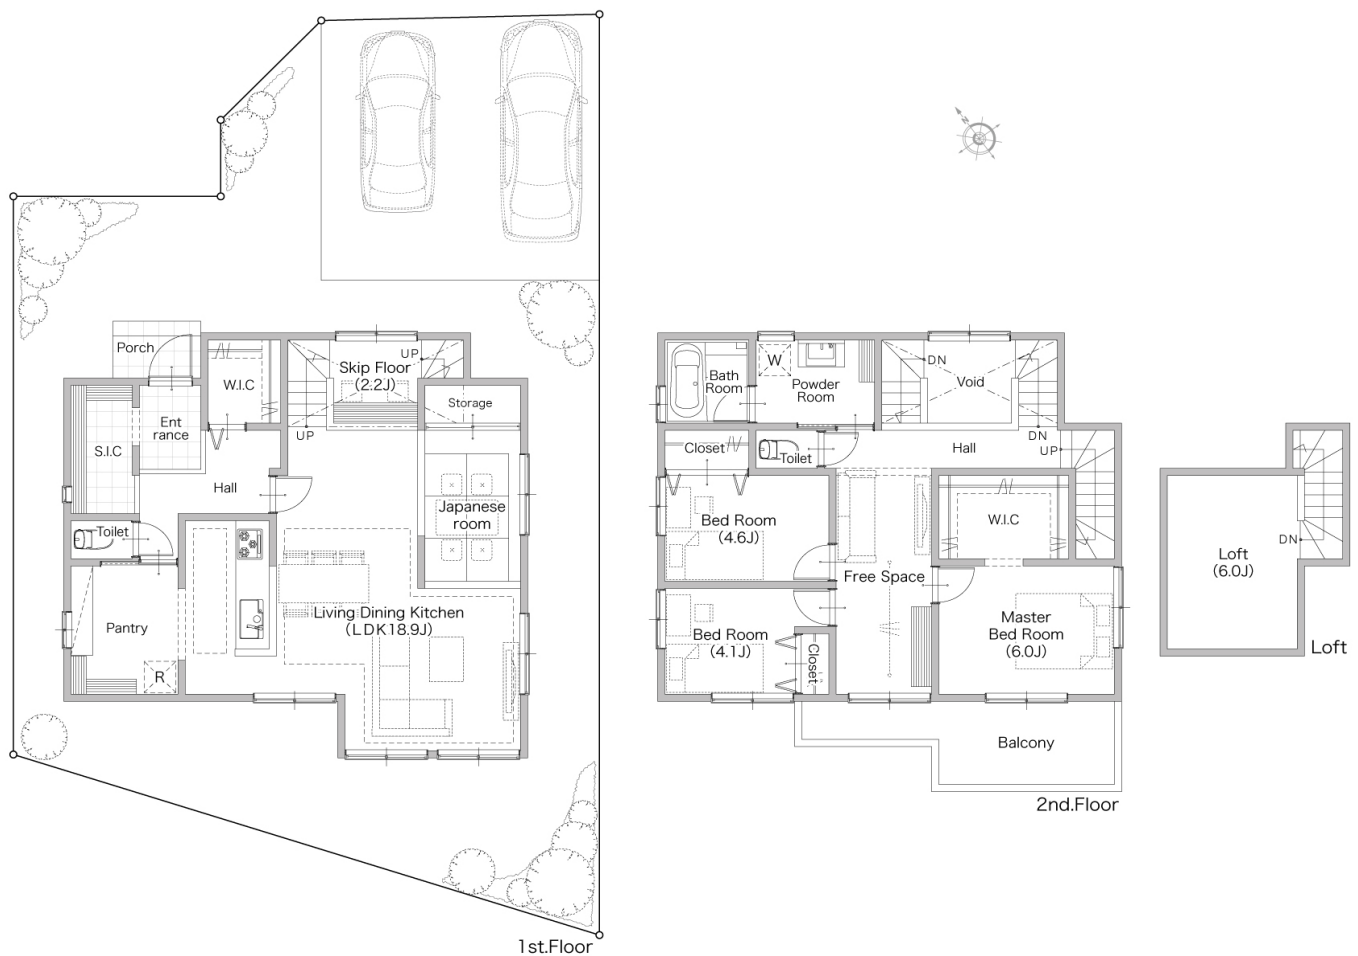 N
Porch
W.I.C
UP
Skip Floor
(2.2J)
Storage
Ent
rance
S.I.C
UP
Hall
Japanese
room
Toilet
Living Dining Kitchen
(LDK18.9J)
Pantry
R
1st.Floor
Bath
Room
W
Powder
Room
DN
Void
DN
UP
Closet
Toilet
Hall
Bed Room
(4.6J)
W.I.C
Free Space
Bed Room
(4.1J)
Closet
Master
Bed Room
(6.0J)
Balcony
2nd.Floor
DN
Loft
(6.0J)
Loft